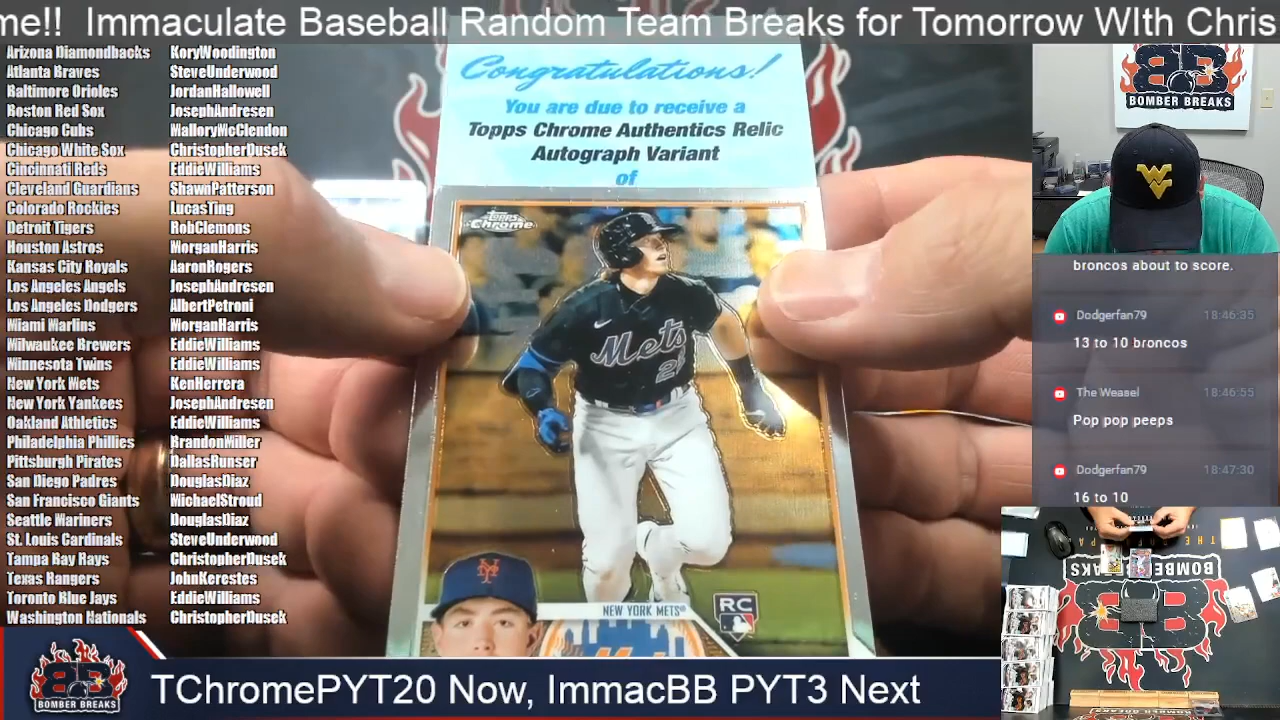 me!! Immaculate Baseball Random Team Breaks for Tomorrow WIth Chris
Arizona Diamondbacks KoryWoodington
Atlanta Braves SteveUnderwood
Baltimore Orioles JordanHallowell
Boston Red Sox JosephAndresen
Chicago Cubs MalloryMcClendon
Chicago White Sox ChristopherDusek
Cincinnati Reds EddieWilliams
Cleveland Guardians ShawnPatterson
Colorado Rockies LucasTing
Detroit Tigers RobClemons
Houston Astros MorganHarris
Kansas City Royals AaronRogers
Los Angeles Angels JosephAndresen
Los Angeles Dodgers AlbertPetroni
Miami Marlins MorganHarris
Milwaukee Brewers EddieWilliams
Minnesota Twins EddieWilliams
New York Mets KenHerrera
New York Yankees JosephAndresen
Oakland Athletics EddieWilliams
Philadelphia Phillies BrandonMiller
Pittsburgh Pirates DallasRunser
San Diego Padres DouglasDiaz
San Francisco Giants MichaelStroud
Seattle Mariners DouglasDiaz
St. Louis Cardinals SteveUnderwood
Tampa Bay Rays ChristopherDusek
Texas Rangers JohnKerestes
Toronto Blue Jays EddieWilliams
Washington Nationals ChristopherDusek
Congratulations!
You are due to receive a
Topps Chrome Authentics Relic
Autograph Variant
of
Topps
Chrome
Mets
NEW YORK METS
RC
BOMBER BREAKS
WV
broncos about to score.
Dodgerfan79 18:46:35
13 to 10 broncos
The Weasel 18:46:55
Pop pop peeps
Dodgerfan79 18:47:30
16 to 10
BOMBER BREAKS
TChromePYT20 Now, ImmacBB PYT3 Next